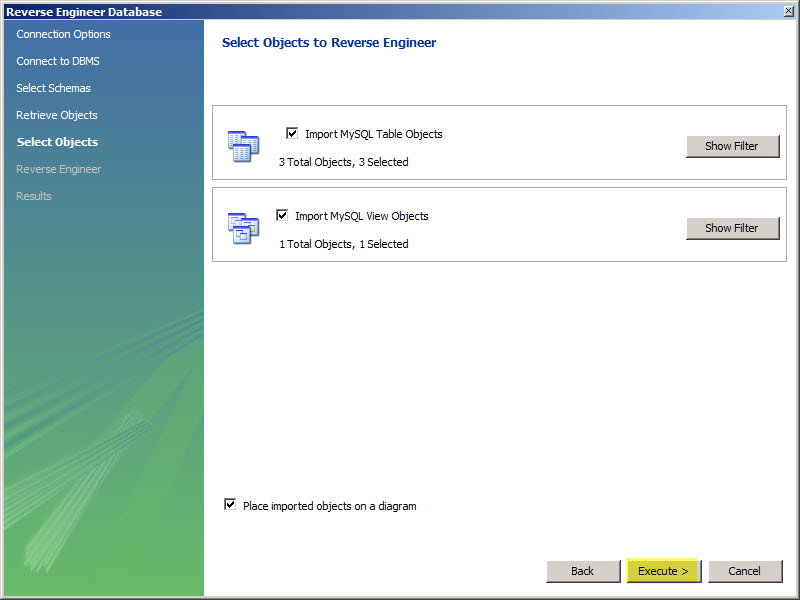 Reverse Engineer Database
Connection Options
Connect to DBMS
Select Schemas
Retrieve Objects
Select Objects
Reverse Engineer
Results
Select Objects to Reverse Engineer
Import MySQL Table Objects
Show Filter
3 Total Objects, 3 Selected
Import MySQL View Objects
Show Filter
1 Total Objects, 1 Selected
Place imported objects on a diagram
Back
Execute >
Cancel